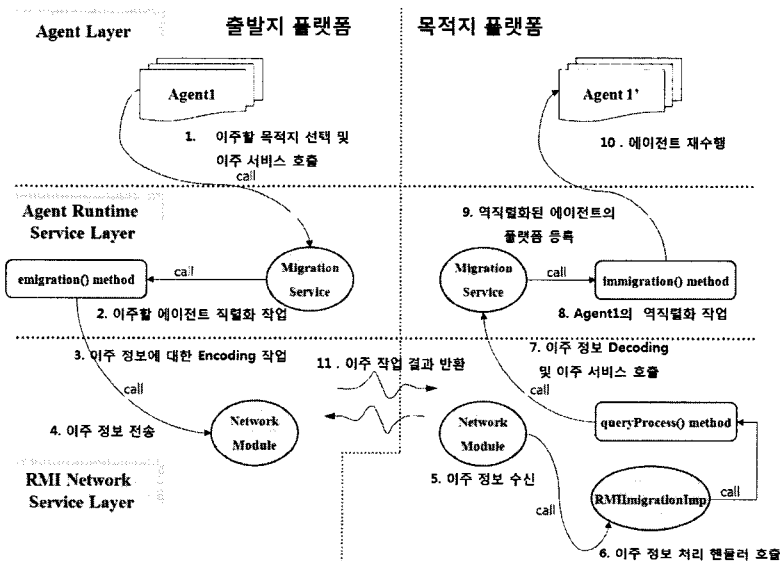 Agent Layer
출발지 플랫폼
목적지 플랫폼
Agent1
Agent 1'
1. 이주할 목적지 선택 및
이주 서비스 호출
call
10 . 에이전트 재수행
Agent Runtime
Service Layer
9. 역직렬화된 에이전트의
플랫폼 등록
emigration() method
call
Migration
Service
Migration
Service
call
immigration() method
2. 이주할 에이전트 직렬화 작업
8. Agent1의 역직렬화 작업
3. 이주 정보에 대한 Encoding 작업
11 . 이주 작업 결과 반환
7. 이주 정보 Decoding
및 이주 서비스 호출
call
call
4. 이주 정보 전송
Network
Module
Network
Module
queryProcess() method
5. 이주 정보 수신
RMI Network
Service Layer
call
RMIImigrationImp
call
6. 이주 정보 처리 핸들러 호출